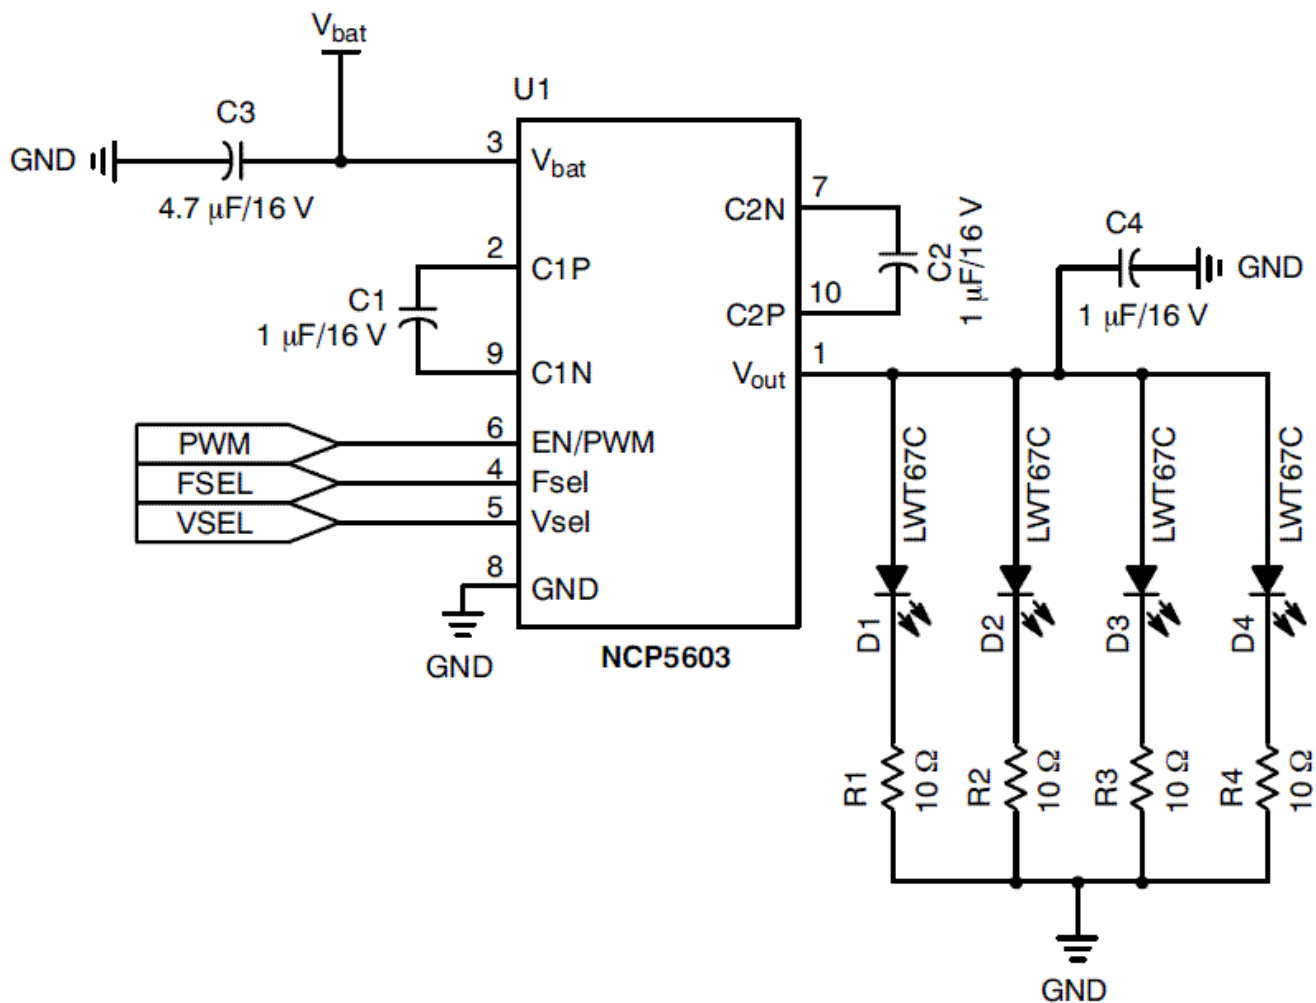 V_bat
U1
C3
GND
4.7 μF/16 V
3
V_bat
7
C2N
C2
1 μF/16 V
C4
GND
1 μF/16 V
2
C1P
C1
1 μF/16 V
10
C2P
9
C1N
1
V_out
PWM
6
EN/PWM
FSEL
4
Fsel
VSEL
5
Vsel
8
GND
GND
NCP5603
LWT67C
LWT67C
LWT67C
LWT67C
D1
D2
D3
D4
R1
10 Ω
R2
10 Ω
R3
10 Ω
R4
10 Ω
GND